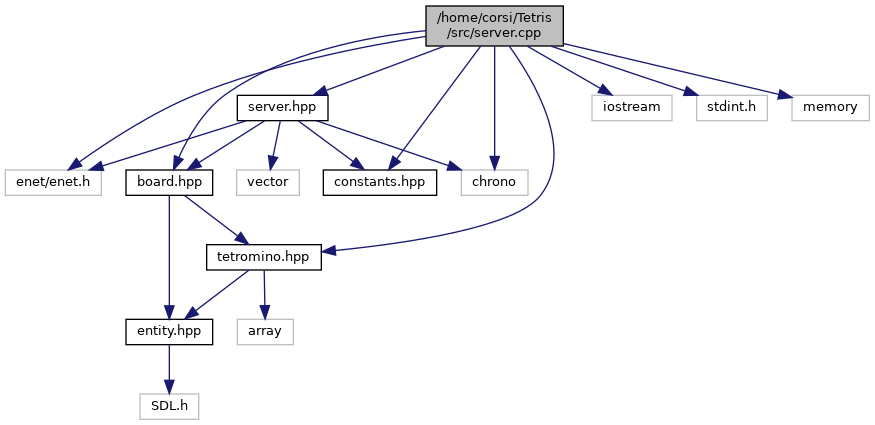 /home/corsi/Tetris
/src/server.cpp
server.hpp
iostream
stdint.h
memory
enet/enet.h
board.hpp
vector
constants.hpp
chrono
tetromino.hpp
entity.hpp
array
SDL.h